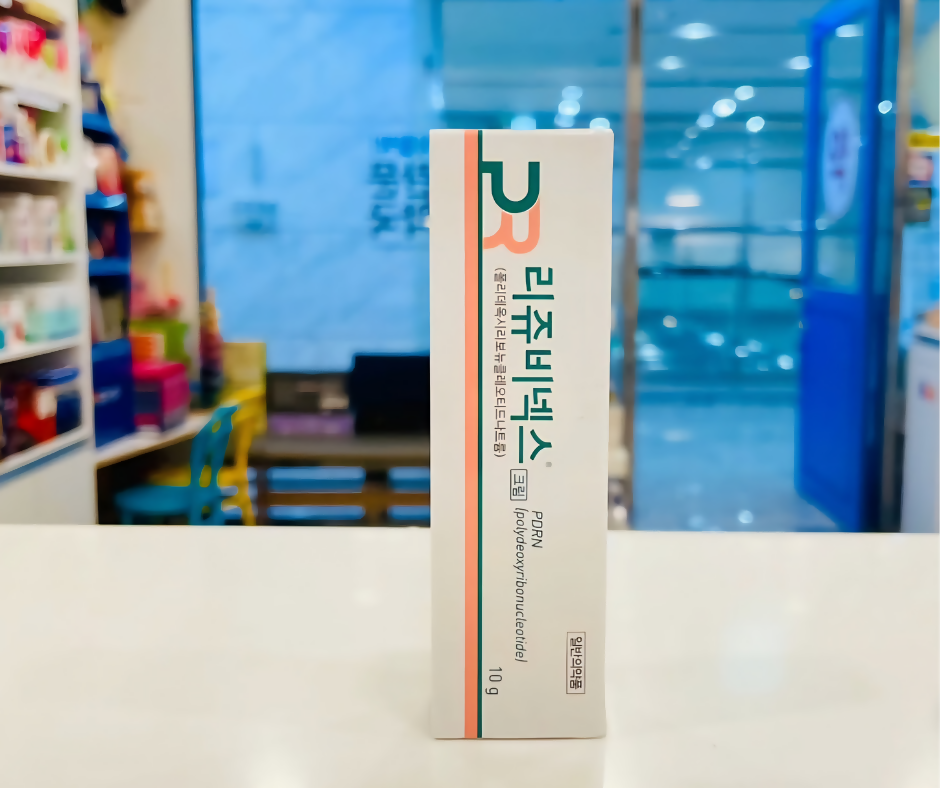 PR
리쥬비넥스®
(폴리데옥시리보뉴클레오티드나트륨)
크림
PDRN
(polydeoxyribonucleotide)
10 g
일반의약품